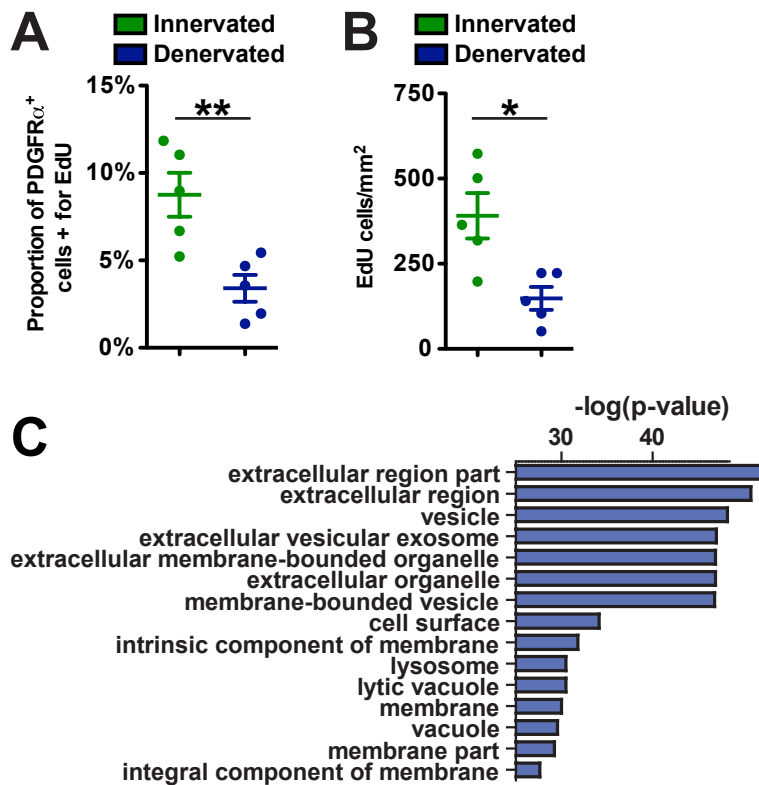 A
Innervated
Denervated
Proportion of PDGFRα⁺
cells + for EdU
15%
10%
5%
0%
**
B
Innervated
Denervated
EdU cells/mm²
750
500
250
0
*
C
-log(p-value)
30 40
extracellular region part
extracellular region
vesicle
extracellular vesicular exosome
extracellular membrane-bounded organelle
extracellular organelle
membrane-bounded vesicle
cell surface
intrinsic component of membrane
lysosome
lytic vacuole
membrane
vacuole
membrane part
integral component of membrane